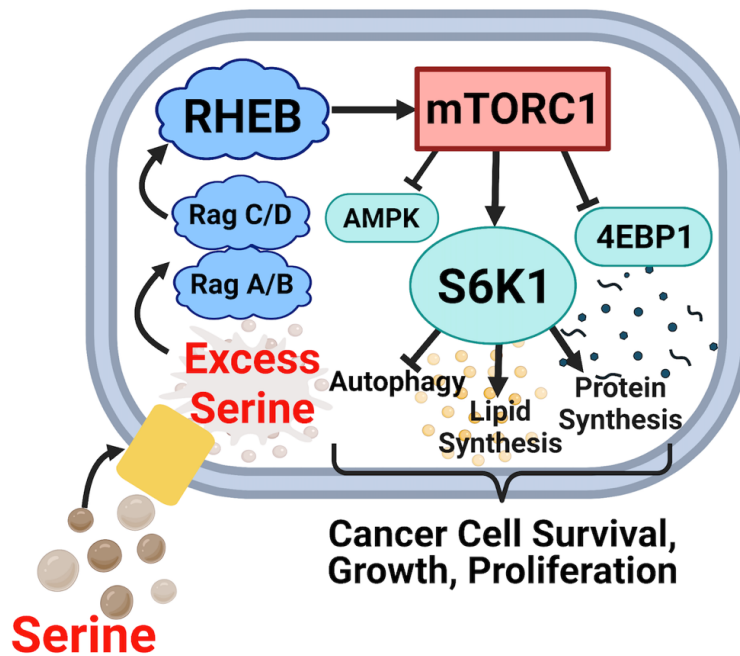 RHEB
mTORC1
Rag C/D
AMPK
4EBP1
Rag A/B
S6K1
Excess
Serine
Autophagy
Lipid
Synthesis
Protein
Synthesis
Cancer Cell Survival,
Growth, Proliferation
Serine